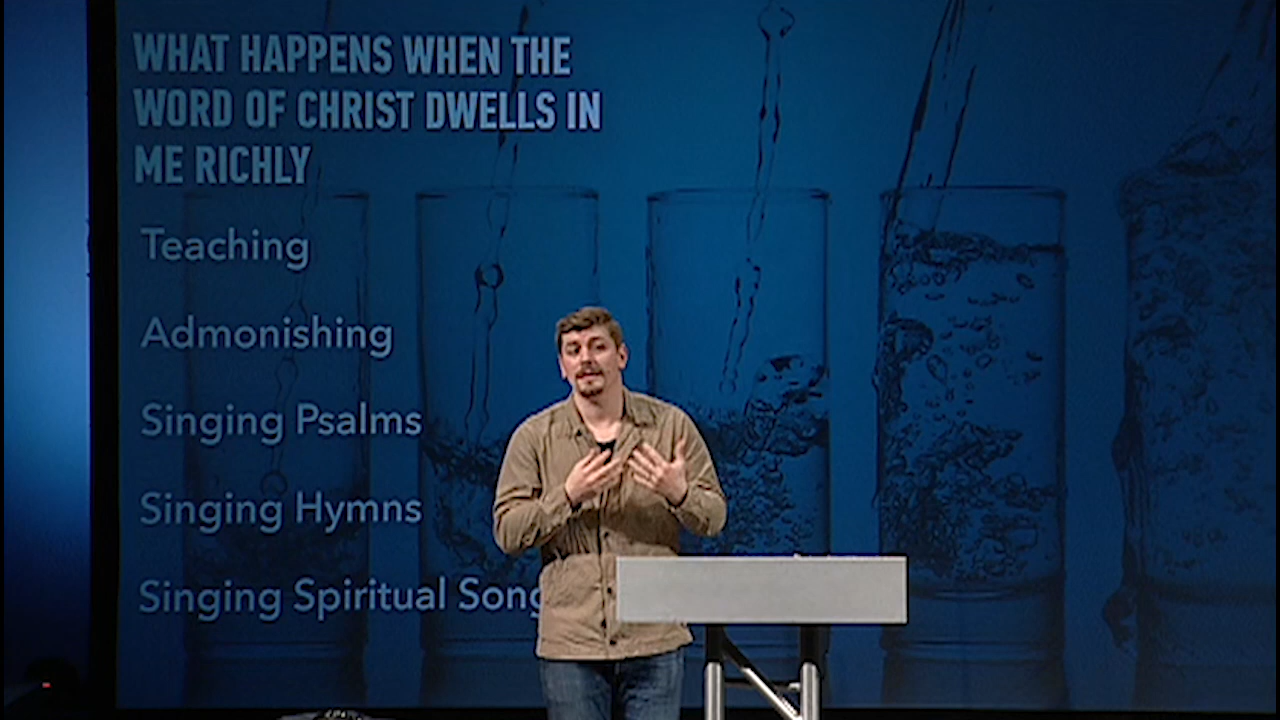 WHAT HAPPENS WHEN THE
WORD OF CHRIST DWELLS IN
ME RICHLY
Teaching
Admonishing
Singing Psalms
Singing Hymns
Singing Spiritual Song